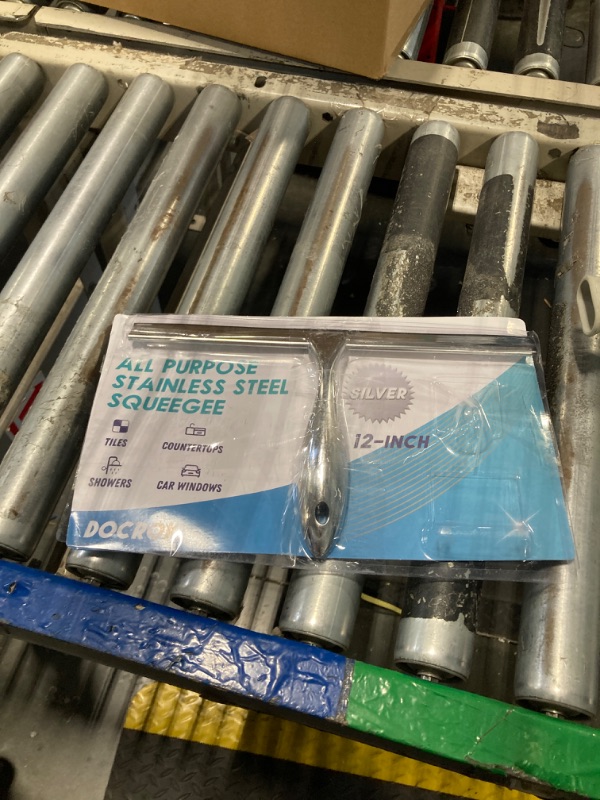 ALL PURPOSE
STAINLESS STEEL
SQUEEGEE
SILVER
12-INCH
TILES
COUNTERTOPS
SHOWERS
CAR WINDOWS